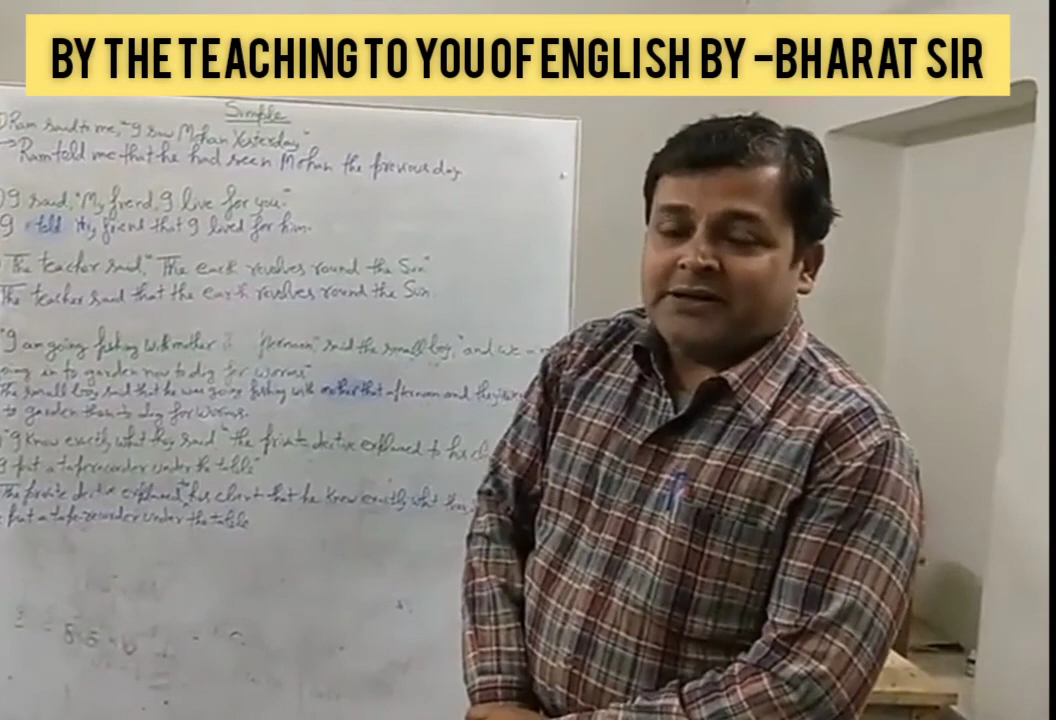 BY THE TEACHING TO YOU OF ENGLISH BY -BHARAT SIR
Simple
Ram said to me, "I saw Mohan Yesterday"
→ Ram told me that he had seen Mohan the previous day
I said, "My friend, I live for you"
I told my friend that I lived for him.
The teacher said, "The earth revolves round the Sun"
The teacher said that the earth revolves round the Sun.
"I am going fishing with mother said the small boy, "and we
in to garden now to dig for worms"
The small boy said that he was going fishing with that afternoon and they
to garden then to dig for worms.
"I know exactly what they said" the private dective explained to his
I put a taperecorder under the table"
The private dective explained to his client that he knew exactly what they
put a tape-recorder under the table